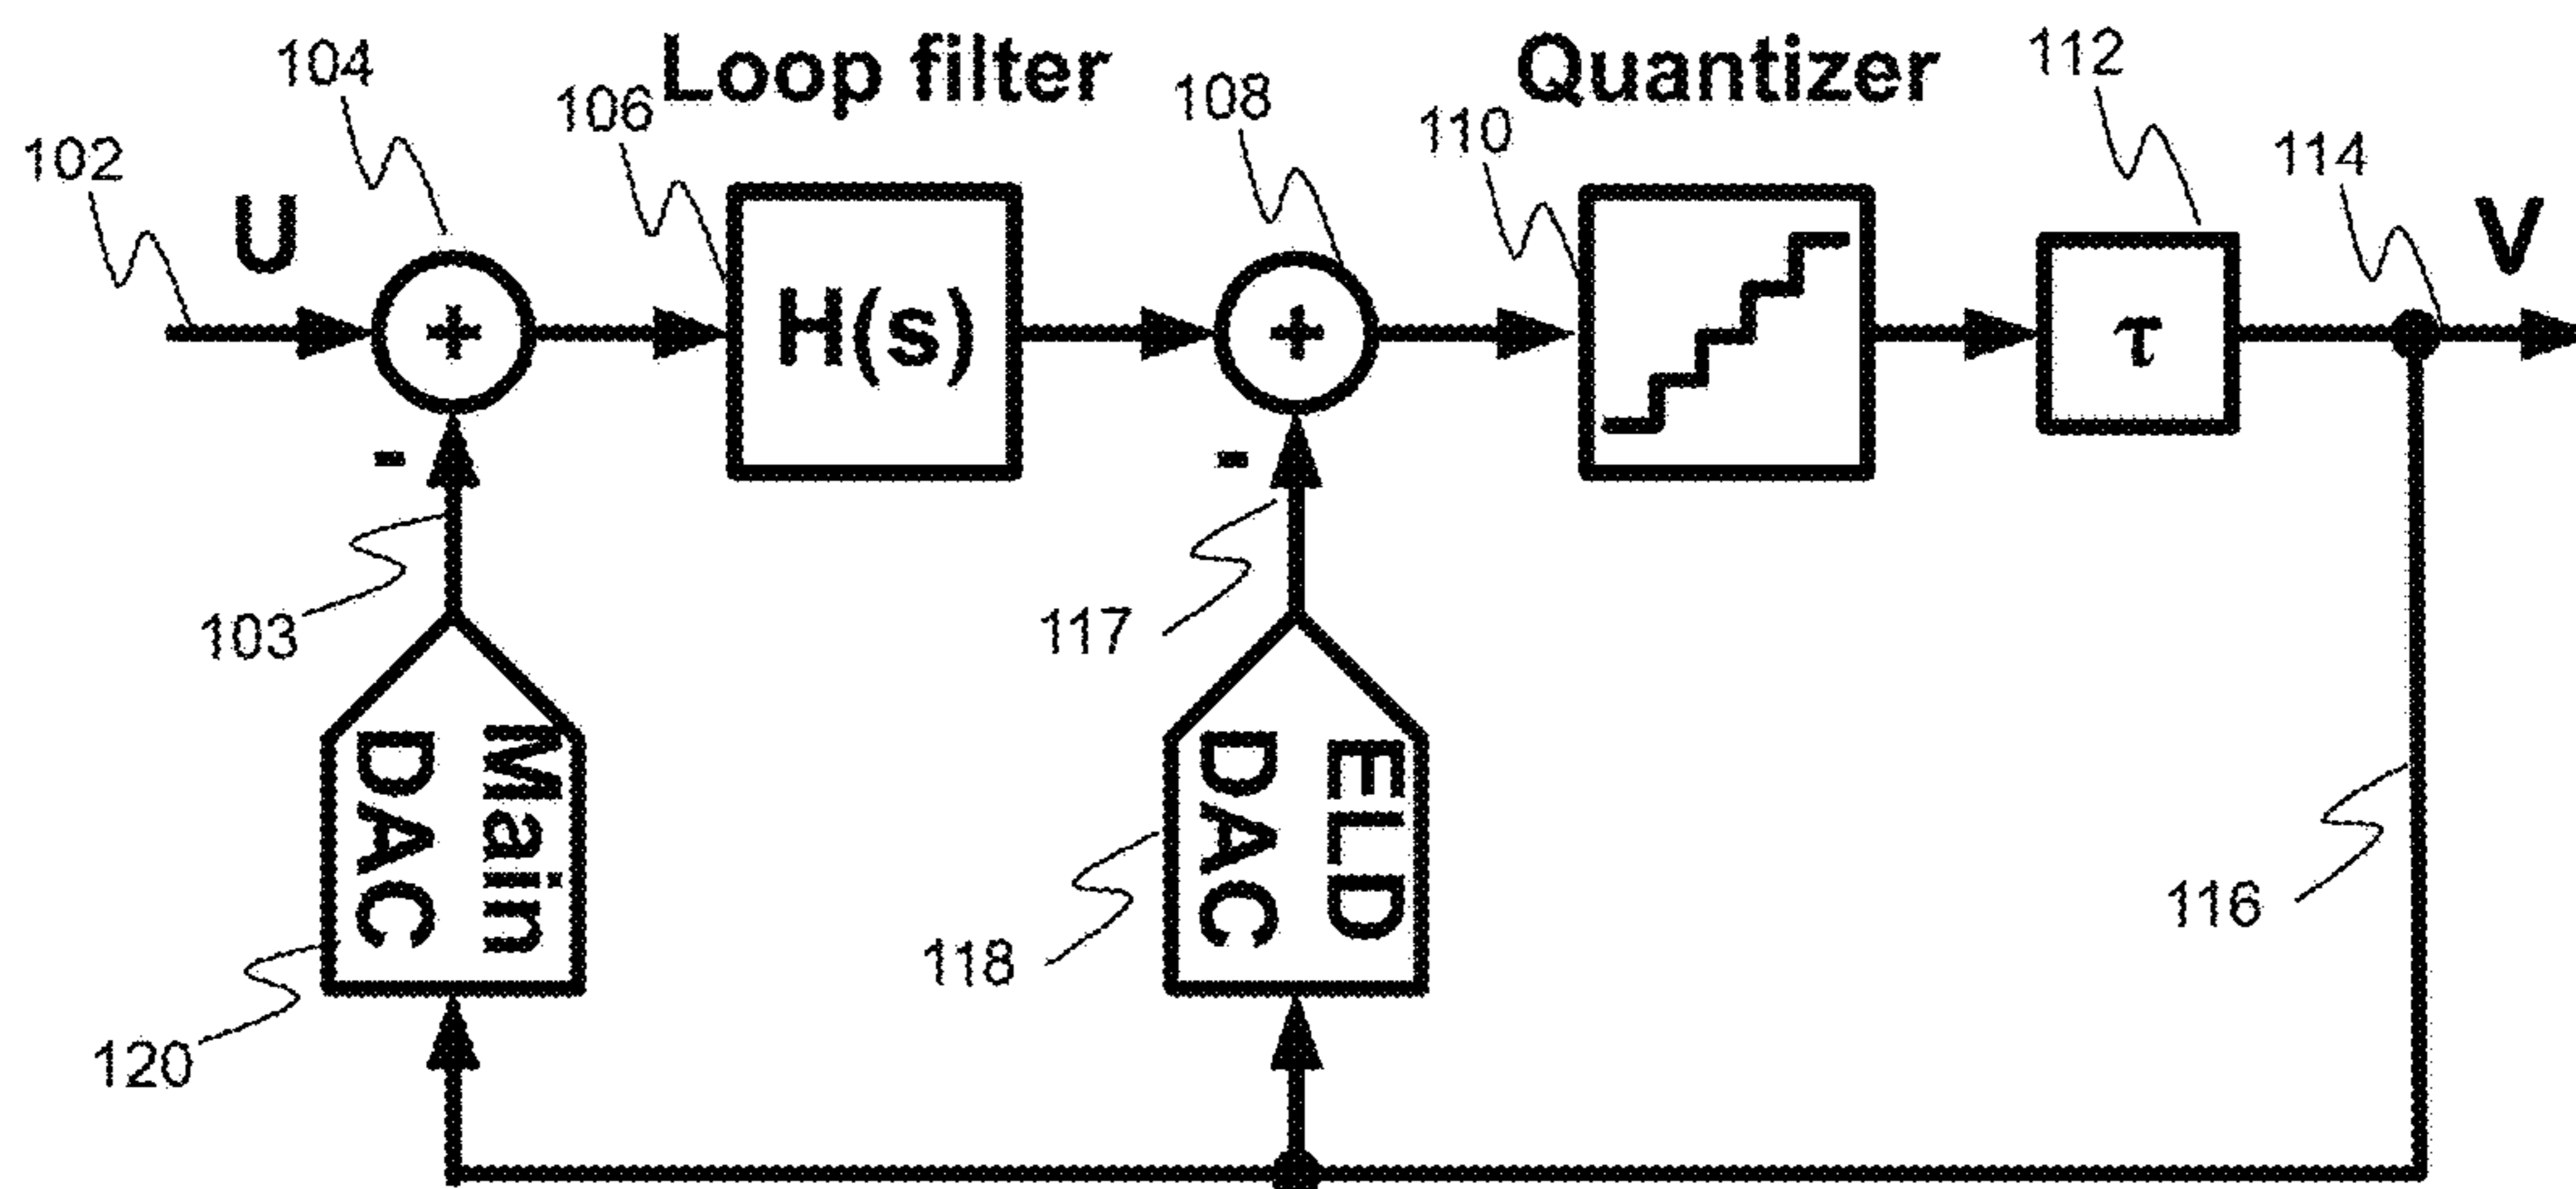 104
Loop filter
Quantizer
112
106
108
110
114
102
U
V
+
H(s)
+
τ
-
-
103
117
Main
DAC
ELD
DAC
116
118
120